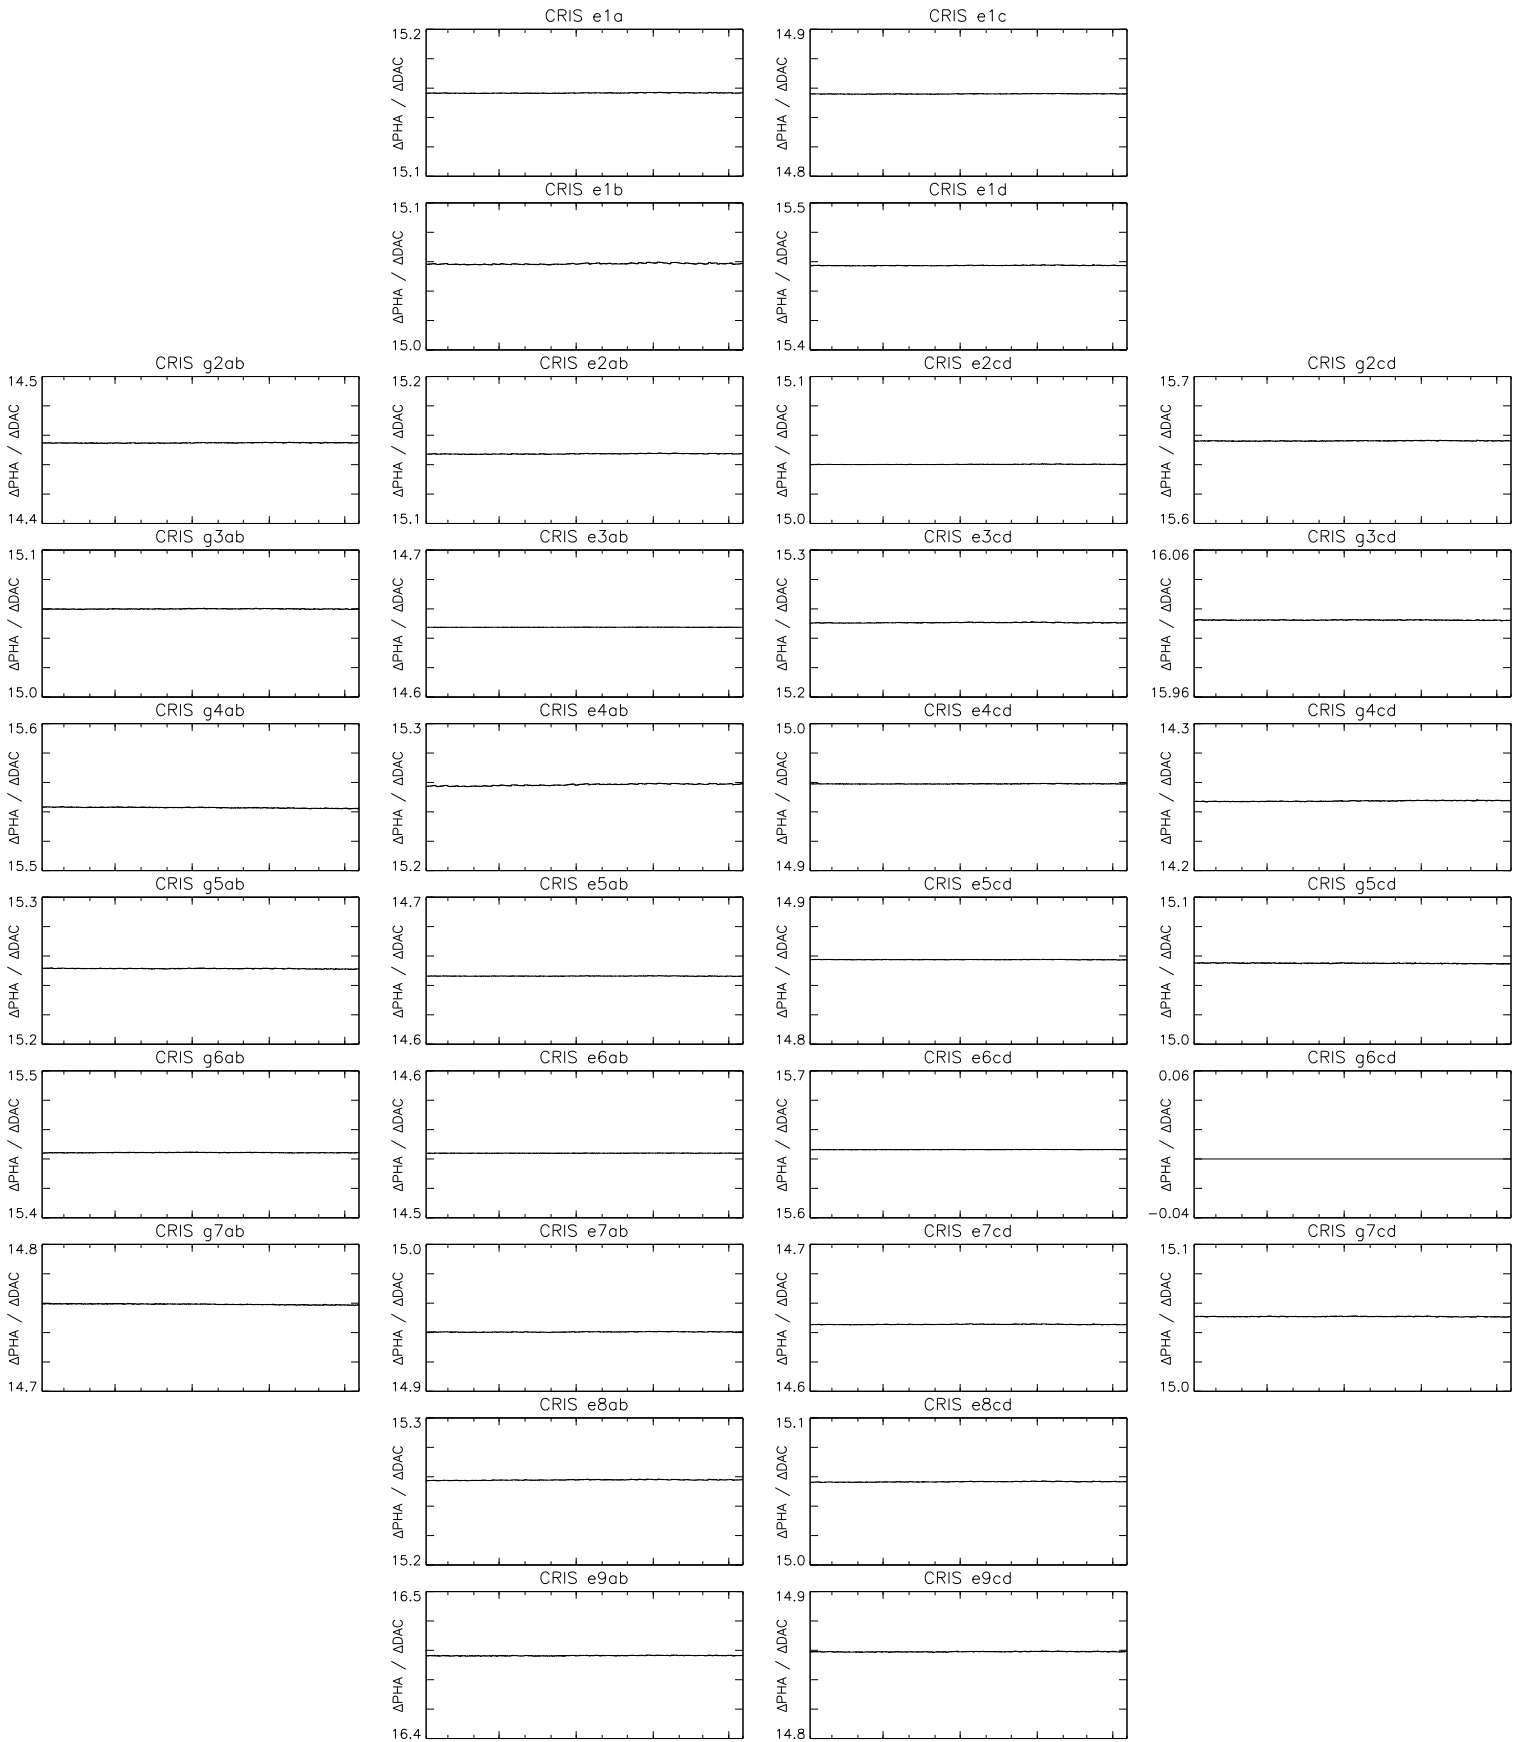 CRIS e1a
15.2
ΔPHA / ΔDAC
15.1
CRIS e1c
14.9
ΔPHA / ΔDAC
14.8
CRIS e1b
15.1
ΔPHA / ΔDAC
15.0
CRIS e1d
15.5
ΔPHA / ΔDAC
15.4
CRIS g2ab
14.5
ΔPHA / ΔDAC
14.4
CRIS e2ab
15.2
ΔPHA / ΔDAC
15.1
CRIS e2cd
15.1
ΔPHA / ΔDAC
15.0
CRIS g2cd
15.7
ΔPHA / ΔDAC
15.6
CRIS g3ab
15.1
ΔPHA / ΔDAC
15.0
CRIS e3ab
14.7
ΔPHA / ΔDAC
14.6
CRIS e3cd
15.3
ΔPHA / ΔDAC
15.2
CRIS g3cd
16.06
ΔPHA / ΔDAC
15.96
CRIS g4ab
15.6
ΔPHA / ΔDAC
15.5
CRIS e4ab
15.3
ΔPHA / ΔDAC
15.2
CRIS e4cd
15.0
ΔPHA / ΔDAC
14.9
CRIS g4cd
14.3
ΔPHA / ΔDAC
14.2
CRIS g5ab
15.3
ΔPHA / ΔDAC
15.2
CRIS e5ab
14.7
ΔPHA / ΔDAC
14.6
CRIS e5cd
14.9
ΔPHA / ΔDAC
14.8
CRIS g5cd
15.1
ΔPHA / ΔDAC
15.0
CRIS g6ab
15.5
ΔPHA / ΔDAC
15.4
CRIS e6ab
14.6
ΔPHA / ΔDAC
14.5
CRIS e6cd
15.7
ΔPHA / ΔDAC
15.6
CRIS g6cd
0.06
ΔPHA / ΔDAC
−0.04
CRIS g7ab
14.8
ΔPHA / ΔDAC
14.7
CRIS e7ab
15.0
ΔPHA / ΔDAC
14.9
CRIS e7cd
14.7
ΔPHA / ΔDAC
14.6
CRIS g7cd
15.1
ΔPHA / ΔDAC
15.0
CRIS e8ab
15.3
ΔPHA / ΔDAC
15.2
CRIS e8cd
15.1
ΔPHA / ΔDAC
15.0
CRIS e9ab
16.5
ΔPHA / ΔDAC
16.4
CRIS e9cd
14.9
ΔPHA / ΔDAC
14.8